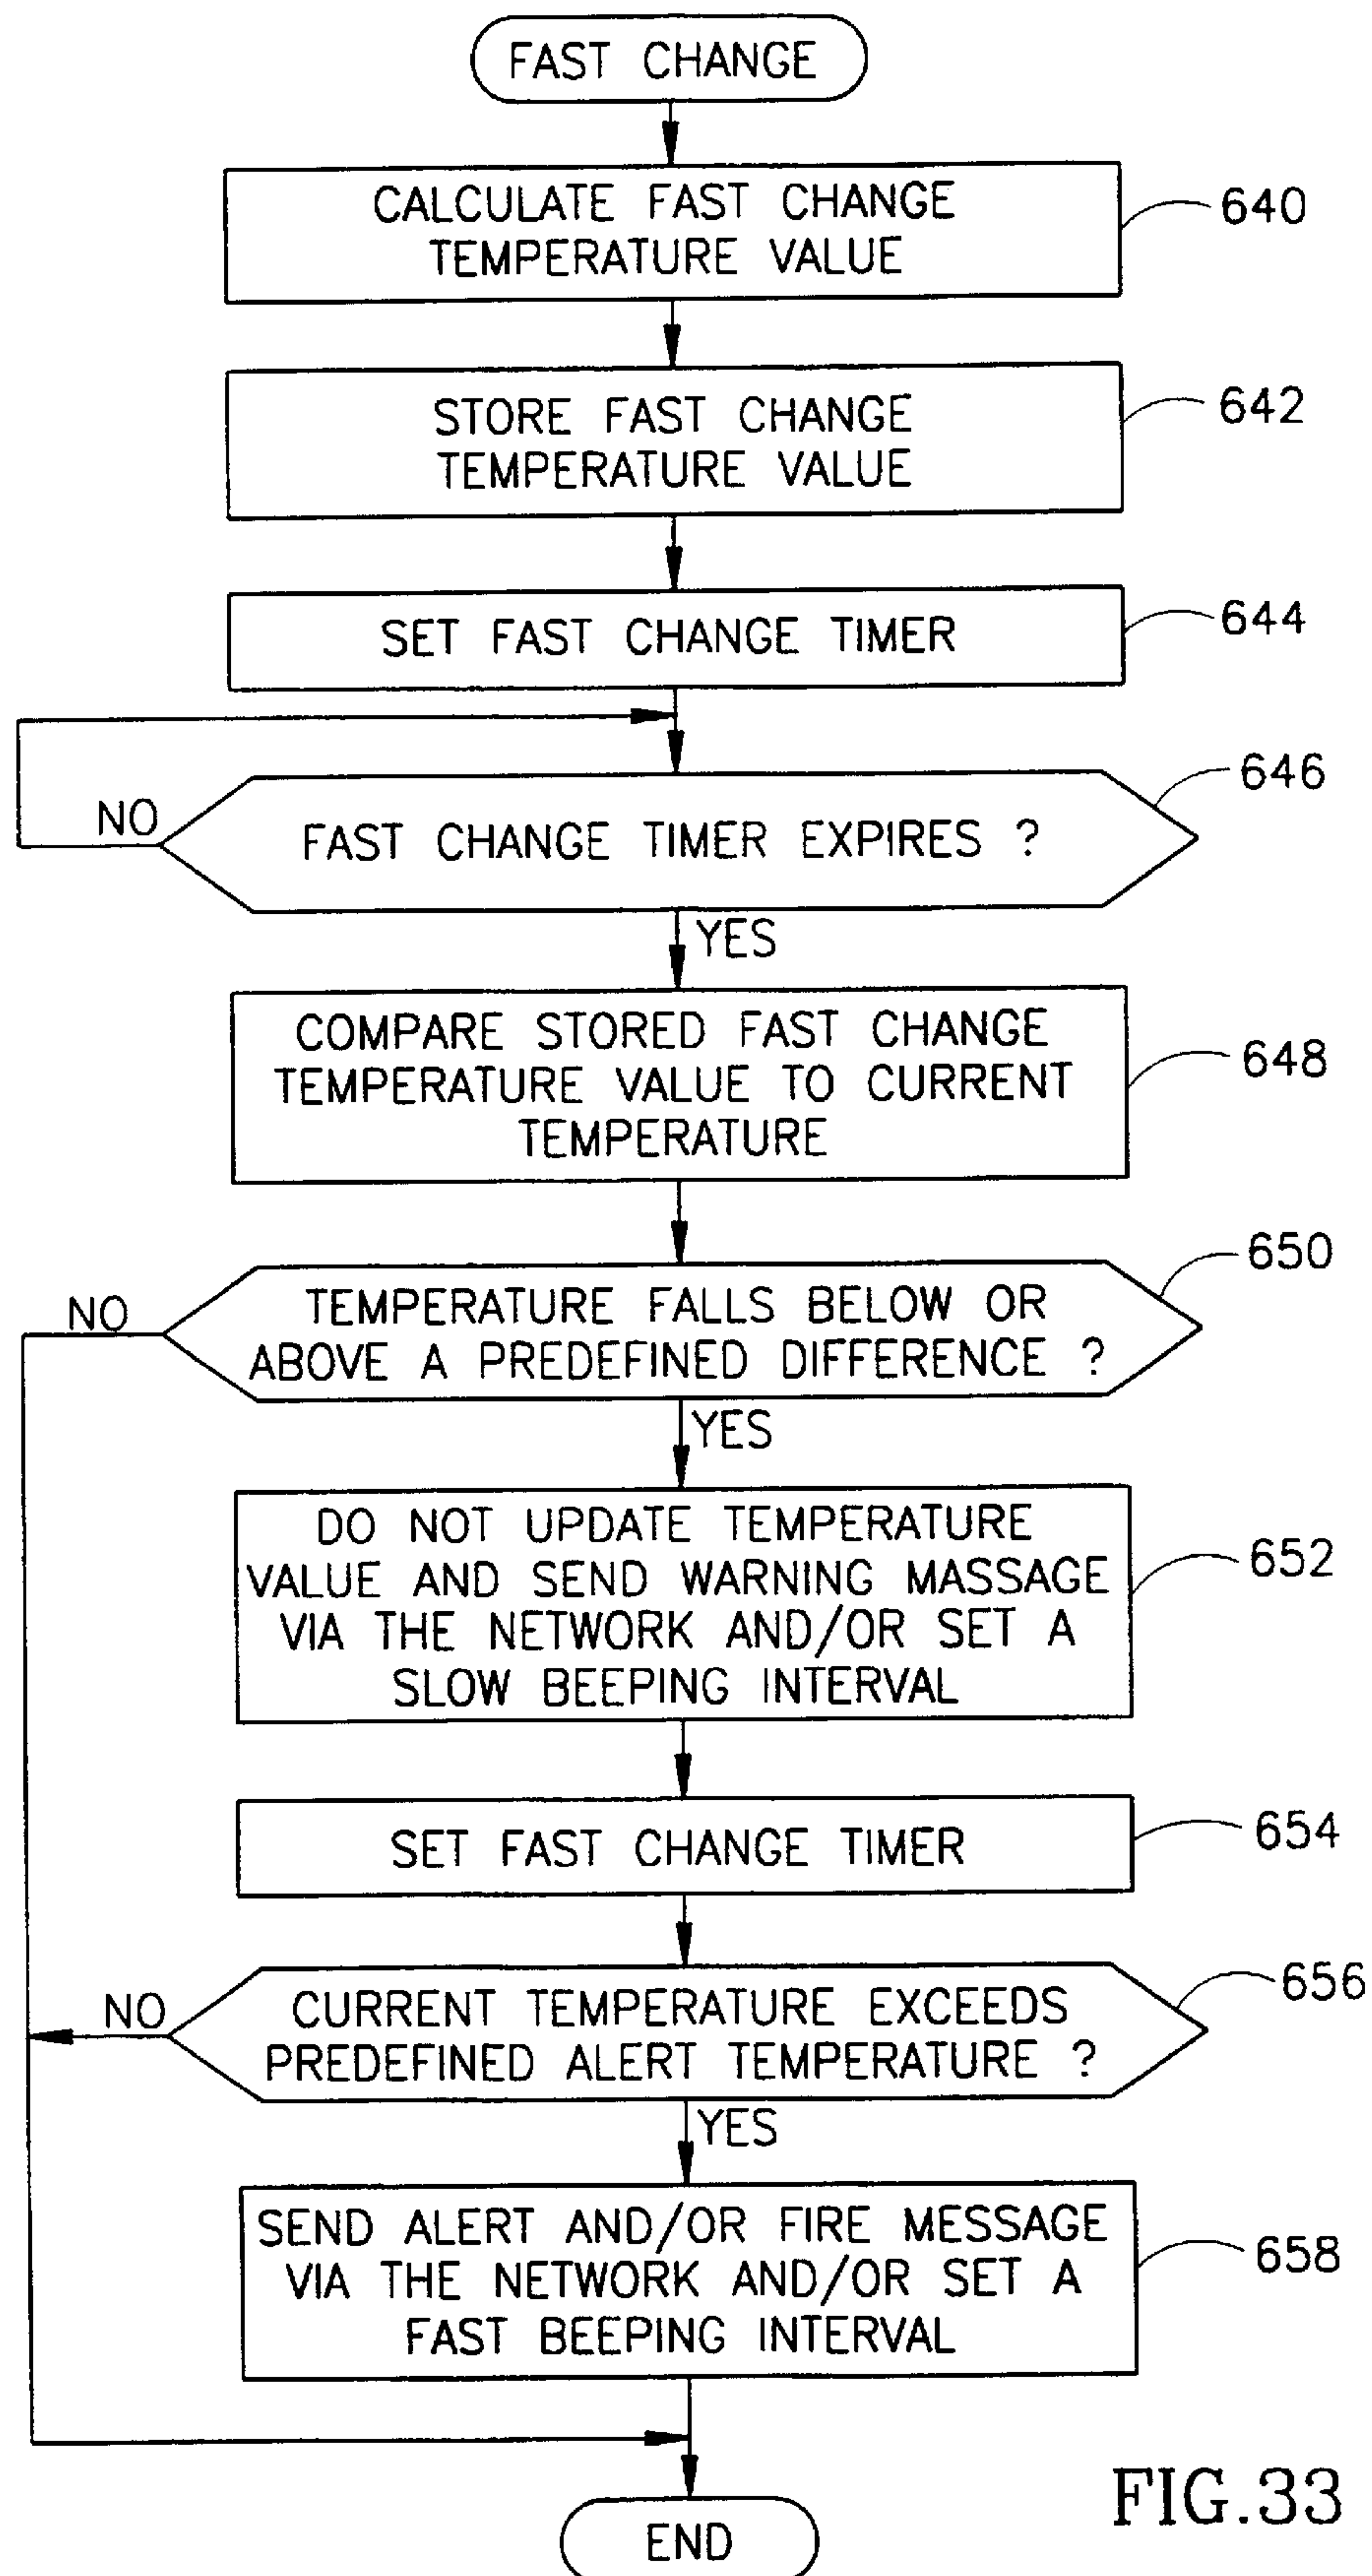 FAST CHANGE
CALCULATE FAST CHANGE
TEMPERATURE VALUE
640
STORE FAST CHANGE
TEMPERATURE VALUE
642
SET FAST CHANGE TIMER
644
646
NO
FAST CHANGE TIMER EXPIRES ?
YES
COMPARE STORED FAST CHANGE
TEMPERATURE VALUE TO CURRENT
TEMPERATURE
648
650
NO
TEMPERATURE FALLS BELOW OR
ABOVE A PREDEFINED DIFFERENCE ?
YES
DO NOT UPDATE TEMPERATURE
VALUE AND SEND WARNING MASSAGE
VIA THE NETWORK AND/OR SET A
SLOW BEEPING INTERVAL
652
SET FAST CHANGE TIMER
654
656
NO
CURRENT TEMPERATURE EXCEEDS
PREDEFINED ALERT TEMPERATURE ?
YES
SEND ALERT AND/OR FIRE MESSAGE
VIA THE NETWORK AND/OR SET A
FAST BEEPING INTERVAL
658
END
FIG.33